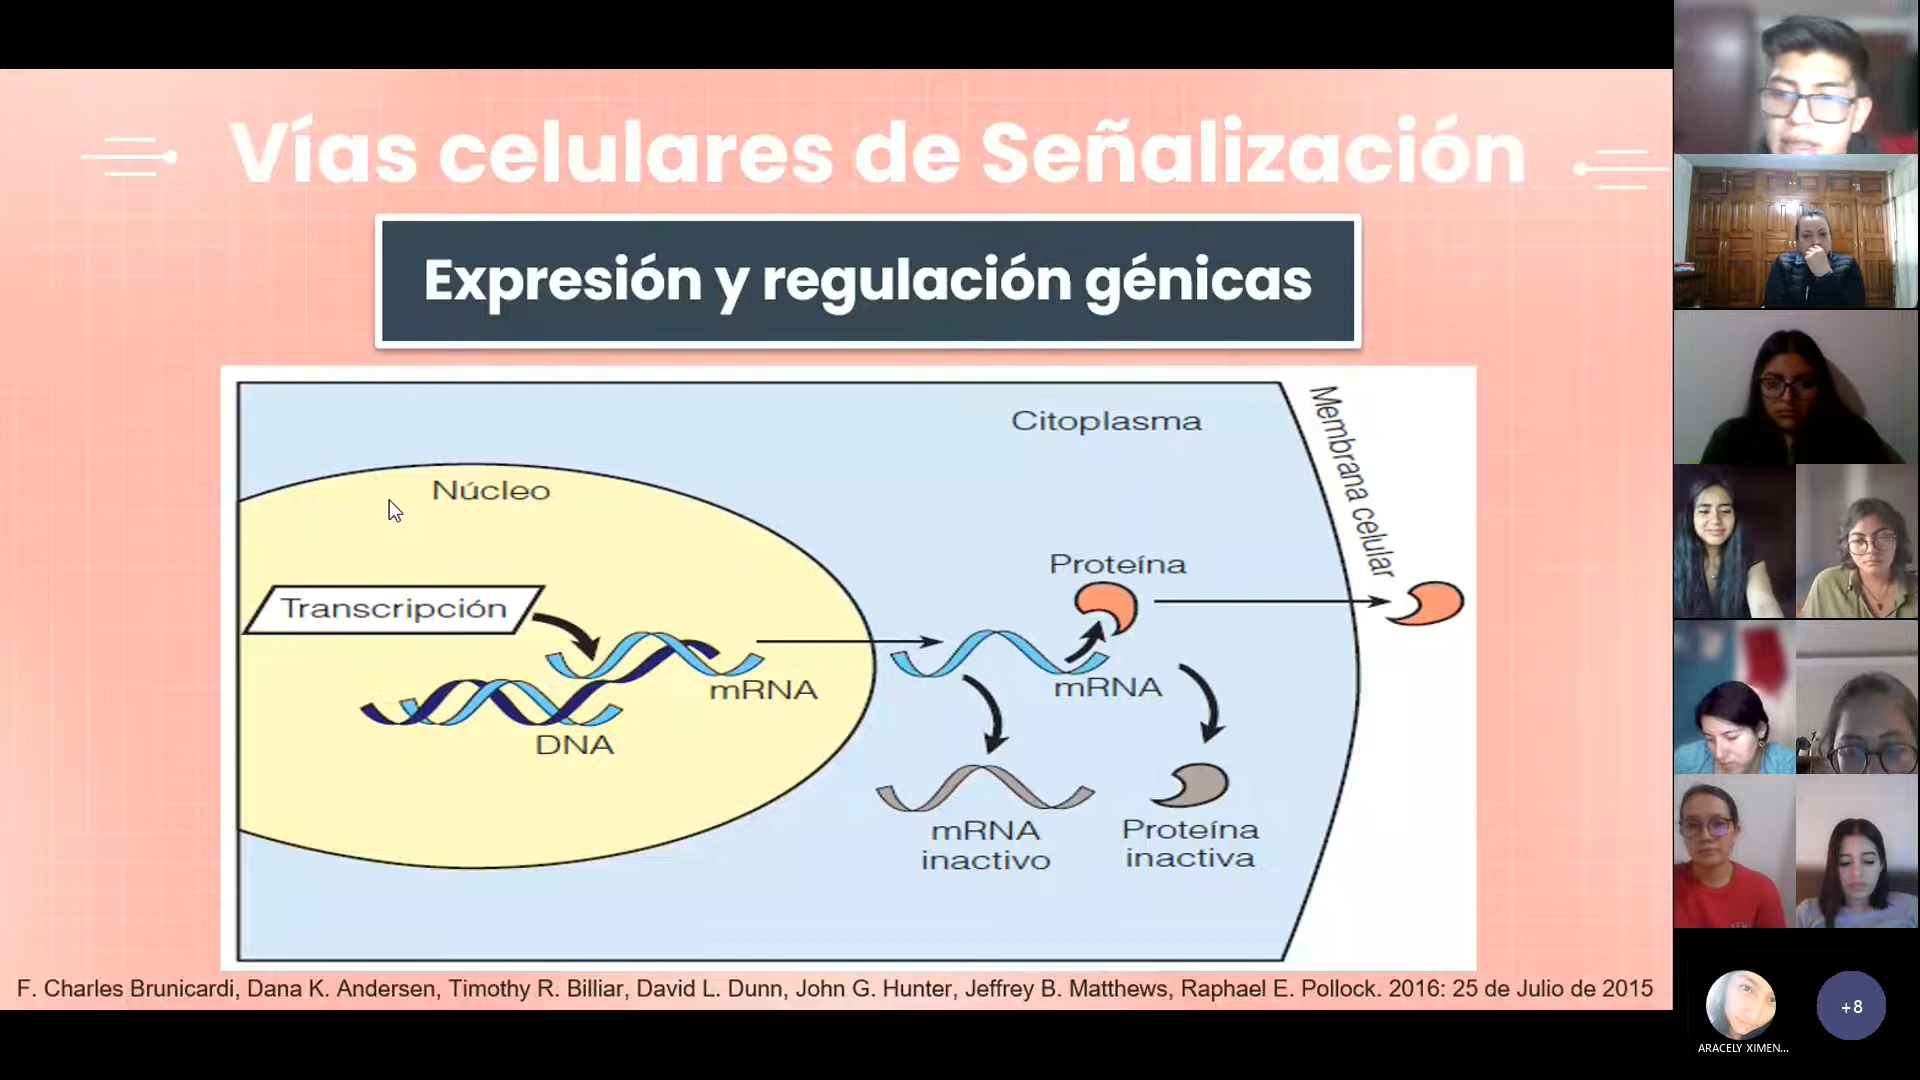 Vías celulares de Señalización
Expresión y regulación génicas
Citoplasma
Membrana celular
Núcleo
Proteína
Transcripción
mRNA
mRNA
DNA
mRNA
inactivo
Proteína
inactiva
F. Charles Brunicardi, Dana K. Andersen, Timothy R. Billiar, David L. Dunn, John G. Hunter, Jeffrey B. Matthews, Raphael E. Pollock. 2016: 25 de Julio de 2015
+8
ARACELY XIMEN...